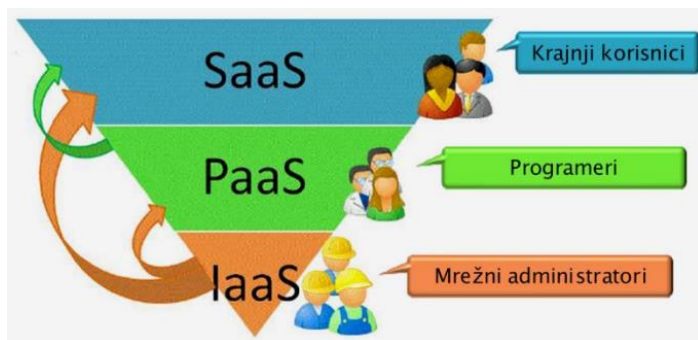 SaaS
Krajnji korisnici
PaaS
Programeri
IaaS
Mrežni administratori